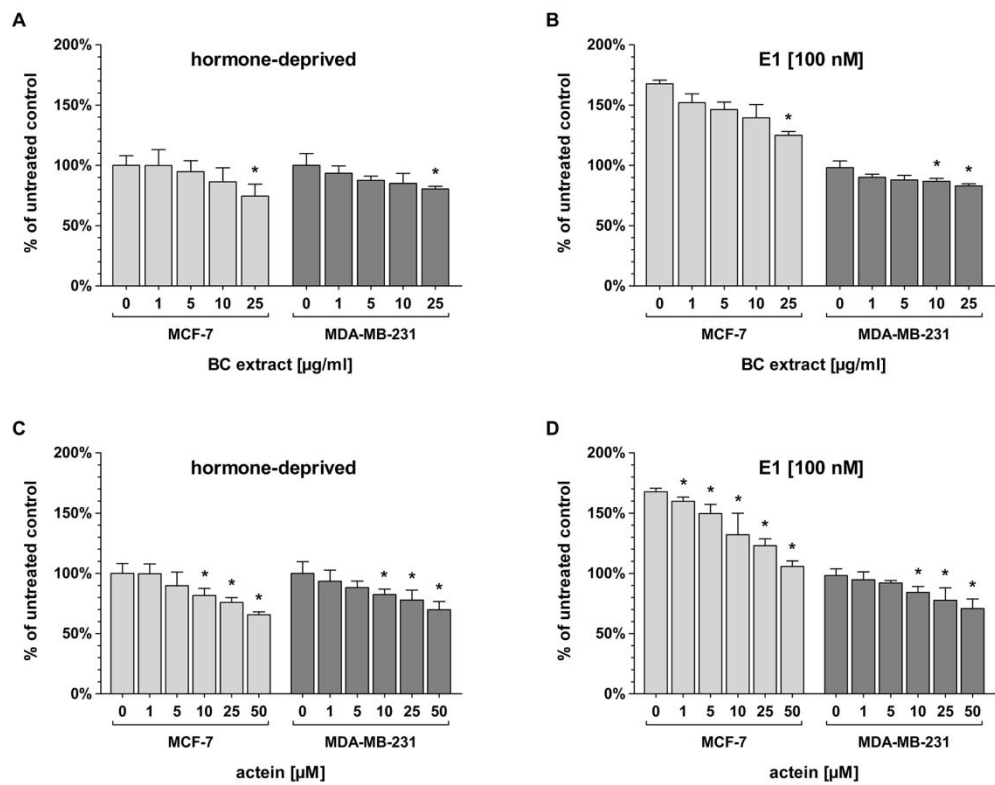 A
hormone-deprived
% of untreated control
200%
150%
100%
50%
0%
* *
0 1 5 10 25 0 1 5 10 25
MCF-7 MDA-MB-231
BC extract [µg/ml]
B
E1 [100 nM]
% of untreated control
200%
150%
100%
50%
0%
* * *
0 1 5 10 25 0 1 5 10 25
MCF-7 MDA-MB-231
BC extract [µg/ml]
C
hormone-deprived
% of untreated control
200%
150%
100%
50%
0%
* * * * * *
0 1 5 10 25 50 0 1 5 10 25 50
MCF-7 MDA-MB-231
actein [µM]
D
E1 [100 nM]
% of untreated control
200%
150%
100%
50%
0%
* * * * * * * *
0 1 5 10 25 50 0 1 5 10 25 50
MCF-7 MDA-MB-231
actein [µM]